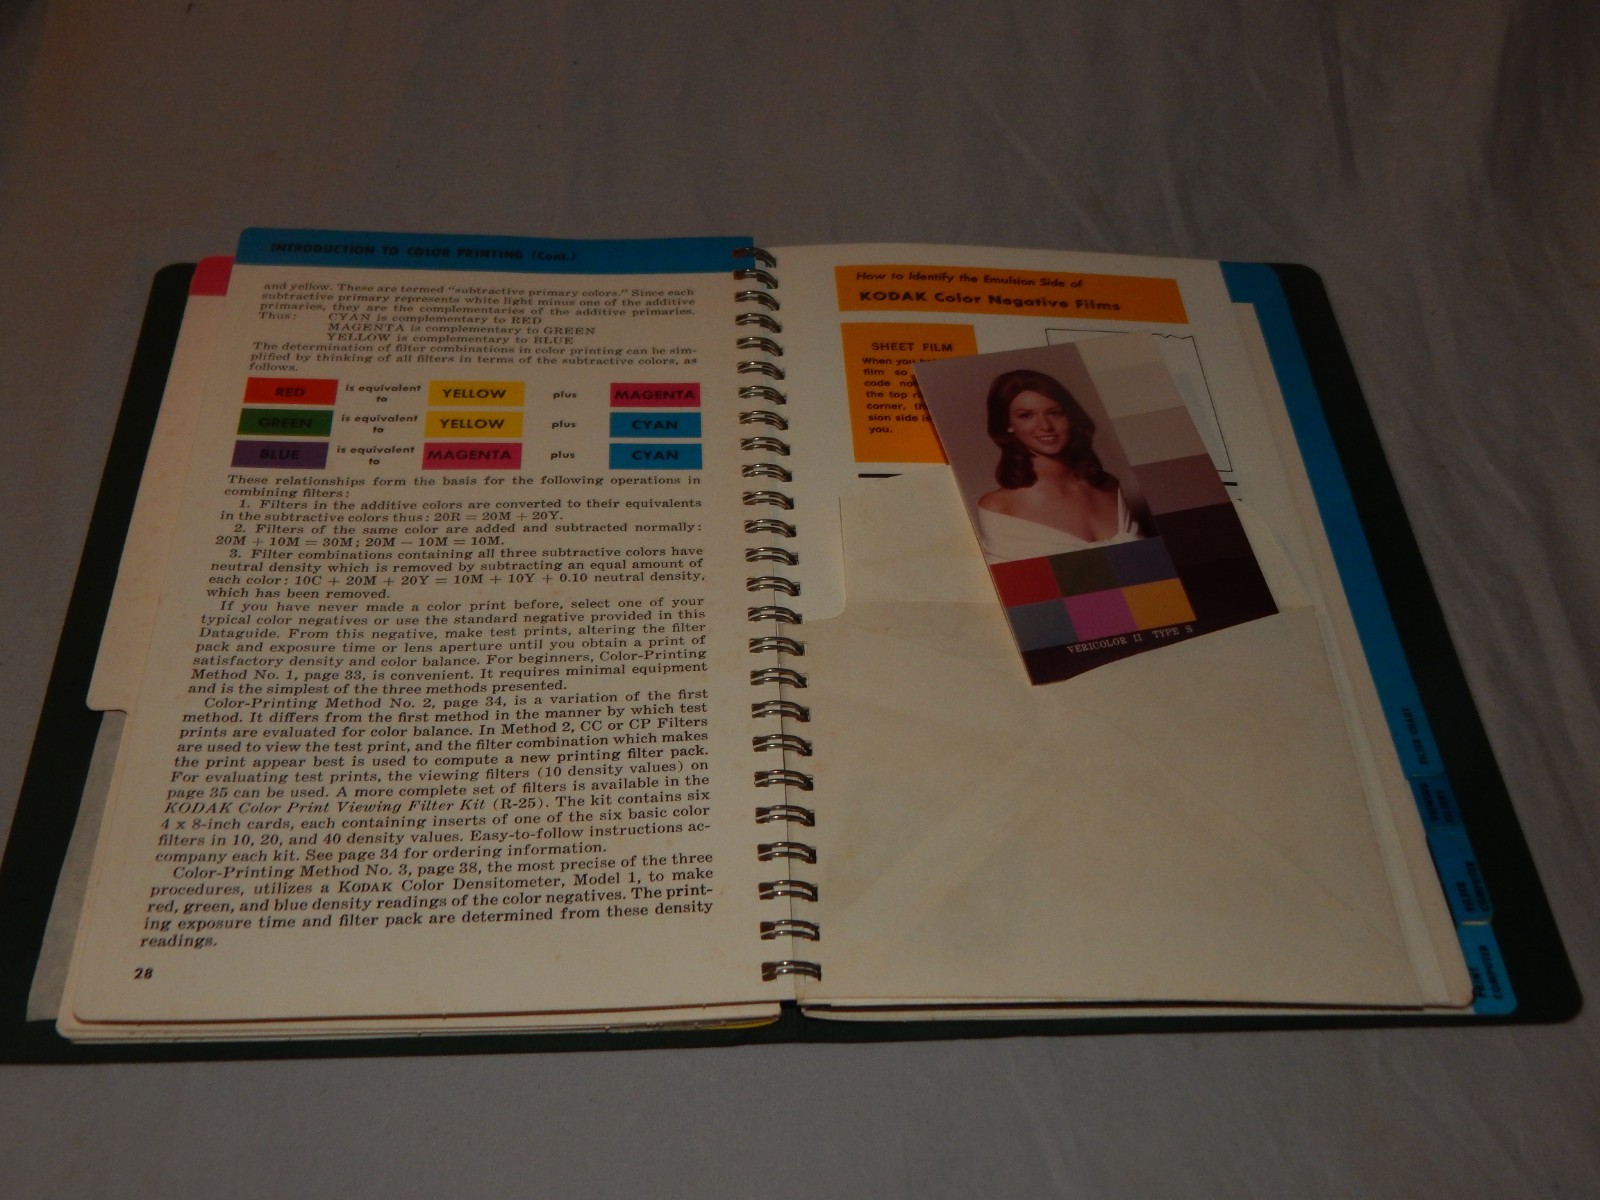 INTRODUCTION TO COLOR PRINTING (Cont.)
and yellow. These are termed "subtractive primary colors." Since each
subtractive primary represents white light minus one of the additive
primaries, they are the complementaries of the additive primaries.
Thus: CYAN is complementary to RED
MAGENTA is complementary to GREEN
YELLOW is complementary to BLUE
The determination of filter combinations in color printing can be sim-
plified by thinking of all filters in terms of the subtractive colors, as
follows.
RED is equivalent to YELLOW plus MAGENTA
GREEN is equivalent to YELLOW plus CYAN
BLUE is equivalent to MAGENTA plus CYAN
These relationships form the basis for the following operations in
combining filters:
1. Filters in the additive colors are converted to their equivalents
in the subtractive colors thus: 20R = 20M + 20Y.
2. Filters of the same color are added and subtracted normally:
20M + 10M = 30M; 20M − 10M = 10M.
3. Filter combinations containing all three subtractive colors have
neutral density which is removed by subtracting an equal amount of
each color: 10C + 20M + 20Y = 10M + 10Y + 0.10 neutral density,
which has been removed.
If you have never made a color print before, select one of your
typical color negatives or use the standard negative provided in this
Dataguide. From this negative, make test prints, altering the filter
pack and exposure time or lens aperture until you obtain a print of
satisfactory density and color balance. For beginners, Color-Printing
Method No. 1, page 33, is convenient. It requires minimal equipment
and is the simplest of the three methods presented.
Color-Printing Method No. 2, page 34, is a variation of the first
method. It differs from the first method in the manner by which test
prints are evaluated for color balance. In Method 2, CC or CP Filters
are used to view the test print, and the filter combination which makes
the print appear best is used to compute a new printing filter pack.
For evaluating test prints, the viewing filters (10 density values) on
page 35 can be used. A more complete set of filters is available in the
KODAK Color Print Viewing Filter Kit (R-25). The kit contains six
4 x 8-inch cards, each containing inserts of one of the six basic color
filters in 10, 20, and 40 density values. Easy-to-follow instructions ac-
company each kit. See page 34 for ordering information.
Color-Printing Method No. 3, page 38, the most precise of the three
procedures, utilizes a KODAK Color Densitometer, Model 1, to make
red, green, and blue density readings of the color negatives. The print-
ing exposure time and filter pack are determined from these density
readings.
28
How to Identify the Emulsion Side of
KODAK Color Negative Films
SHEET FILM
When you
film so
code no
the top
corner, th
sion side is
you.
VERICOLOR II TYPE S
FILTER CHART
VIEWING
FILTERS
FILTER
COMPUTER
PRINT
COMPUTER